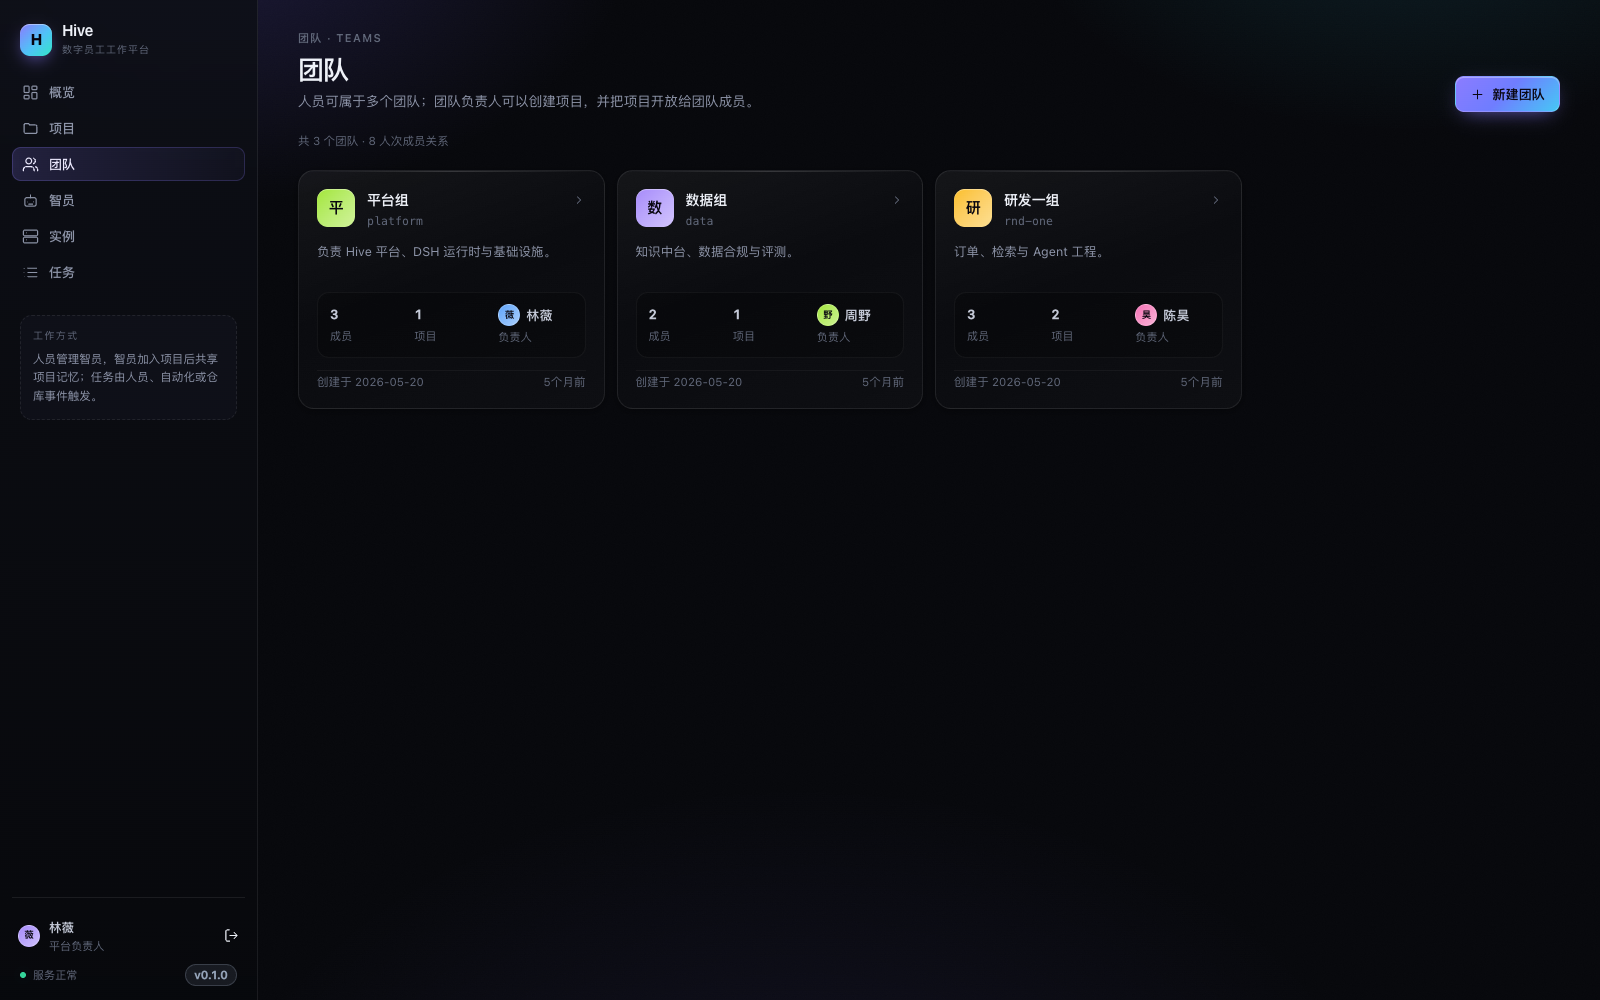 H
Hive
数字员工工作平台
概览
项目
团队
智员
实例
任务
工作方式
人员管理智员，智员加入项目后共享
项目记忆；任务由人员、自动化或仓
库事件触发。
薇
林薇
平台负责人
服务正常
v0.1.0
团队 · TEAMS
团队
人员可属于多个团队；团队负责人可以创建项目，并把项目开放给团队成员。
+ 新建团队
共 3 个团队 · 8 人次成员关系
平
平台组
platform
负责 Hive 平台、DSH 运行时与基础设施。
3
成员
1
项目
薇 林薇
负责人
创建于 2026-05-20
5个月前
数
数据组
data
知识中台、数据合规与评测。
2
成员
1
项目
野 周野
负责人
创建于 2026-05-20
5个月前
研
研发一组
rnd-one
订单、检索与 Agent 工程。
3
成员
2
项目
昊 陈昊
负责人
创建于 2026-05-20
5个月前